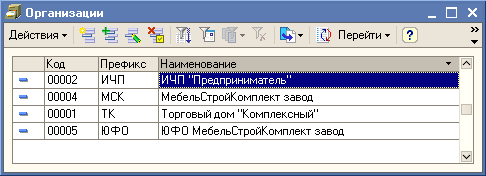 Организации
Действия Перейти ?
Код Префикс Наименование
00002 ИЧП ИЧП "Предприниматель"
00004 МСК МебельСтройКомплект завод
00001 ТК Торговый дом "Комплексный"
00005 ЮФО ЮФО МебельСтройКомплект завод